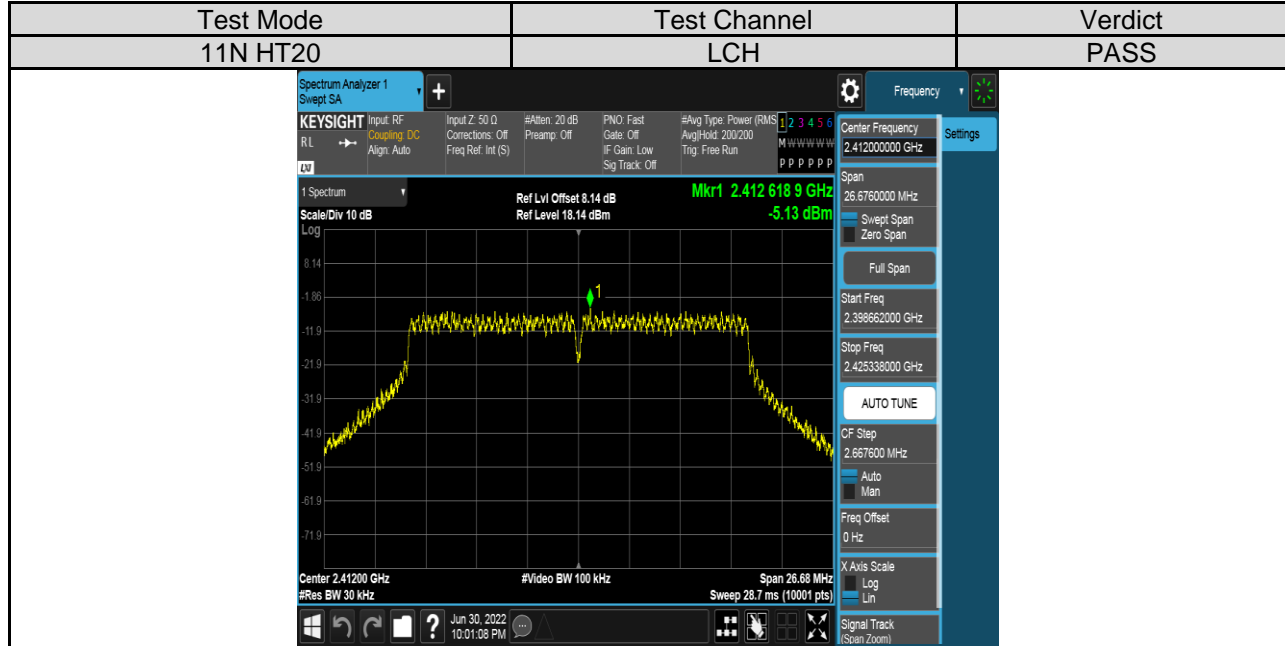 Test Mode Test Channel Verdict
11N HT20 LCH PASS
Spectrum Analyzer 1
Swept SA
+
Frequency
KEYSIGHT
RL
LXI
Input: RF
Coupling: DC
Align: Auto
Input Z: 50 Ω
Corrections: Off
Freq Ref: Int (S)
#Atten: 20 dB
Preamp: Off
PNO: Fast
Gate: Off
IF Gain: Low
Sig Track: Off
#Avg Type: Power (RMS
Avg|Hold: 200/200
Trig: Free Run
1 2 3 4 5 6
M W W W W W
P P P P P P
Center Frequency
2.412000000 GHz
Settings
Span
26.6760000 MHz
Swept Span
Zero Span
Full Span
Start Freq
2.398662000 GHz
Stop Freq
2.425338000 GHz
AUTO TUNE
CF Step
2.667600 MHz
Auto
Man
Freq Offset
0 Hz
X Axis Scale
Log
Lin
Signal Track
(Span Zoom)
1 Spectrum
Scale/Div 10 dB
Log
Ref Lvl Offset 8.14 dB
Ref Level 18.14 dBm
Mkr1 2.412 618 9 GHz
-5.13 dBm
8.14
-1.86
-11.9
-21.9
-31.9
-41.9
-51.9
-61.9
-71.9
1
Center 2.41200 GHz
#Res BW 30 kHz
#Video BW 100 kHz
Span 26.68 MHz
Sweep 28.7 ms (10001 pts)
?
Jun 30, 2022
10:01:08 PM